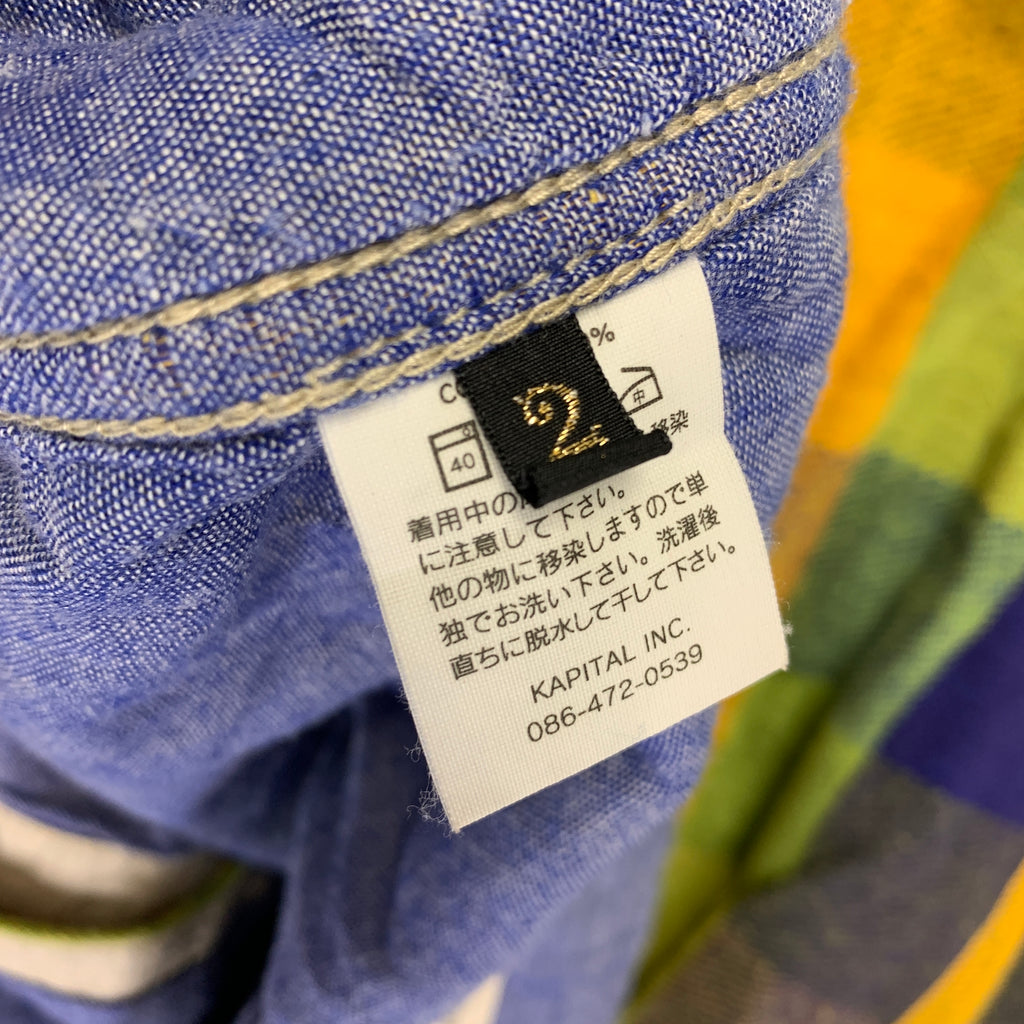 %
2
40
中
移染
着用中の
に注意して下さい。
他の物に移染しますので単
独でお洗い下さい。洗濯後
直ちに脱水して干して下さい。
KAPITAL INC.
086-472-0539